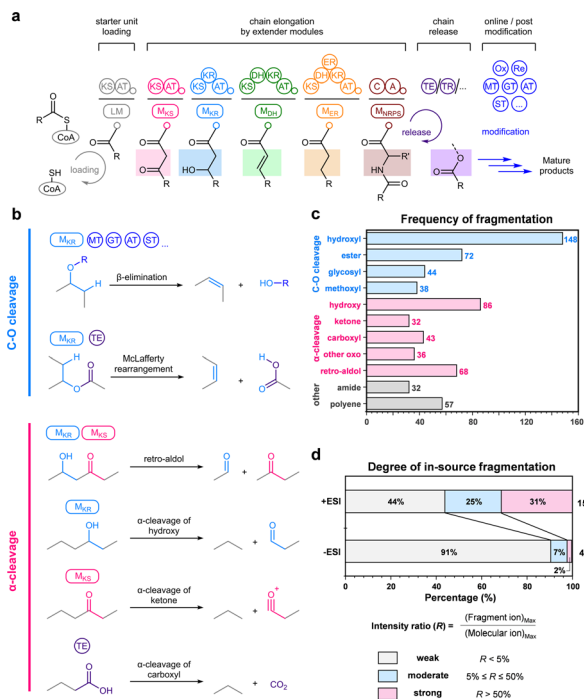 a
starter unit
loading
chain elongation
by extender modules
chain
release
online / post
modification
KS AT
KS AT
KR
KS AT
DH KR
KS AT
ER
DH KR
KS AT
C A
TE/TR/...
Ox Re
MT GT AT
ST ...
LM
MKS
MKR
MDH
MER
MNRPS
release
modification
O
R S
CoA
SH
CoA
loading
O
R
O
O
R
O
HO
R
O
R
O
R
O
R'
HN
O
R
O
O
R
Mature
products
b
C-O cleavage
MKR MT GT AT ST ...
O R
H
β-elimination
+
HO-R
MKR TE
H
O
O
McLafferty
rearrangement
+
H
O
O
α-cleavage
MKR MKS
OH O
retro-aldol
O
+
O
MKR
OH
α-cleavage of
hydroxy
+
O
MKS
O
α-cleavage of
ketone
+
O+
TE
O
OH
α-cleavage of
carboxyl
+
CO2
c
Frequency of fragmentation
C-O cleavage
hydroxyl 148
ester 72
glycosyl 44
methoxyl 38
α-cleavage
hydroxy 86
ketone 32
carboxyl 43
other oxo 36
retro-aldol 68
other
amide 32
polyene 57
0 40 80 120 160
d
Degree of in-source fragmentation
+ESI 44% 25% 31%
-ESI 91% 7%
2%
0 20 40 60 80 100
Percentage (%)
Intensity ratio (R) = (Fragment ion)Max
(Molecular ion)Max
weak R < 5%
moderate 5% ≤ R ≤ 50%
strong R > 50%